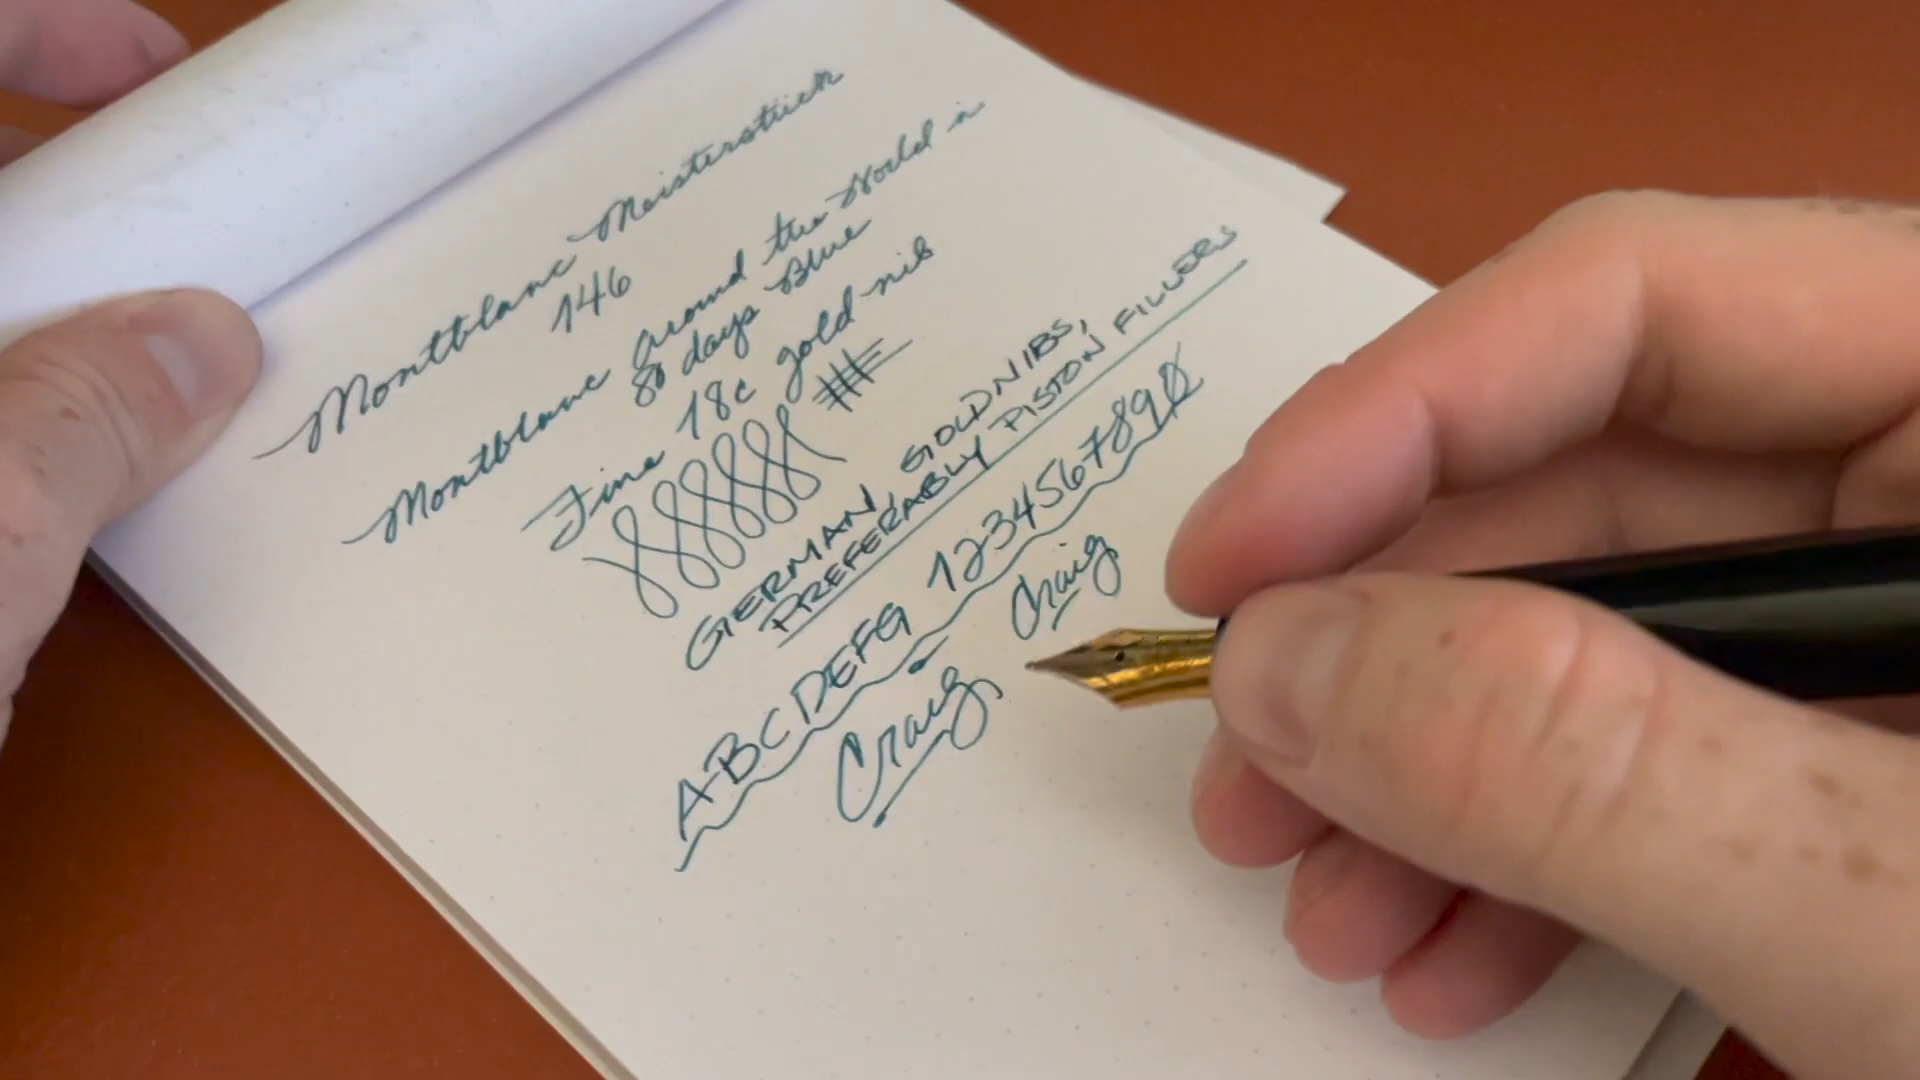 Montblanc Meisterstück
146
Montblanc Around the World in
80 days Blue
Fine 18c gold nib
GERMAN GOLD NIBS,
PREFERABLY PISTON FILLERS
ABCDEFG 1234567890
Craig
Craig